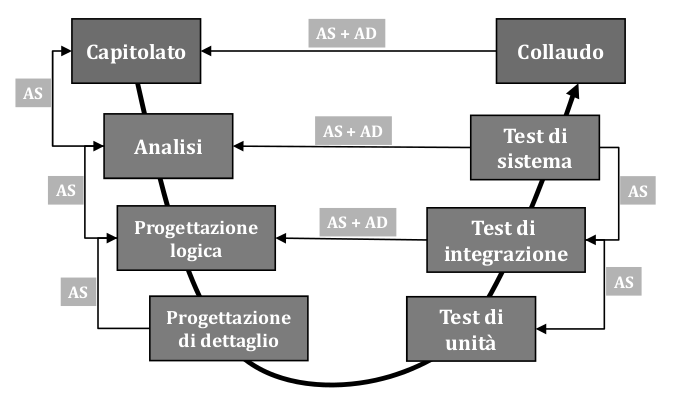 Capitolato
AS + AD
Collaudo
AS
Analisi
AS + AD
Test di
sistema
AS
AS
Progettazione
logica
AS + AD
Test di
integrazione
AS
AS
Progettazione
di dettaglio
Test di
unità